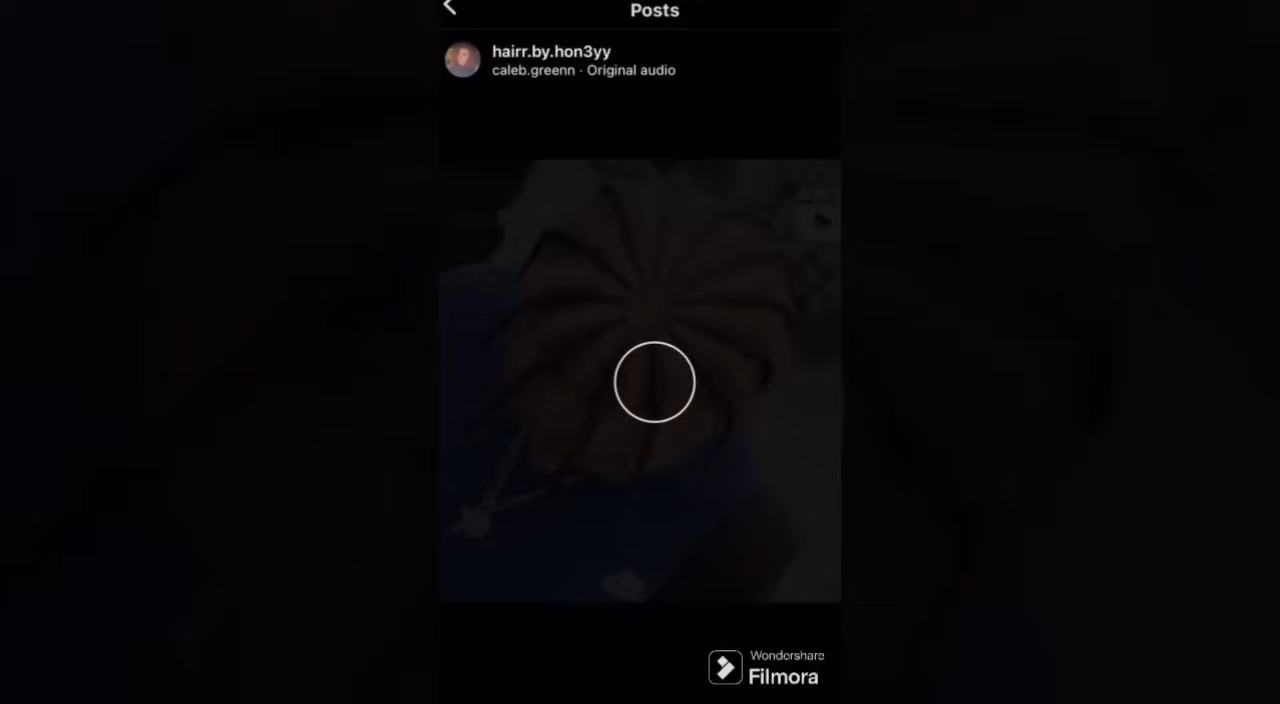 Posts
hairr.by.hon3yy
caleb.greenn · Original audio
Wondershare
Filmora